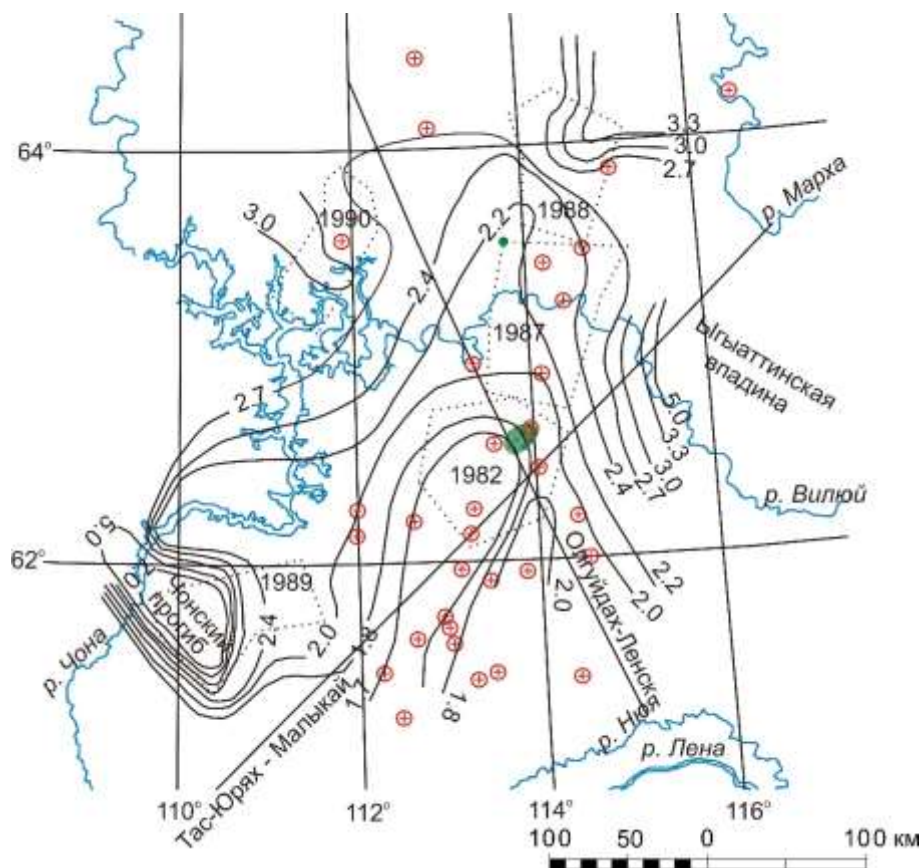 64°
3.3
3.0
2.7
р. Марха
1990
3.0
2.2
1988
2.4
1987
Ыгыаттинская
впадина
2.7
5.0
3.3
3.0
2.7
2.4
1982
р. Вилюй
5.0
62°
Чонский
прогиб
1989
2.4
2.0
1.8
1.7
Олгуйдах-Ленская
2.0
2.2
2.0
р. Чона
1.8
р. Нюя
р. Лена
Тас-Юрях - Малыкай
110°
112°
114°
116°
100 50 0 100 км